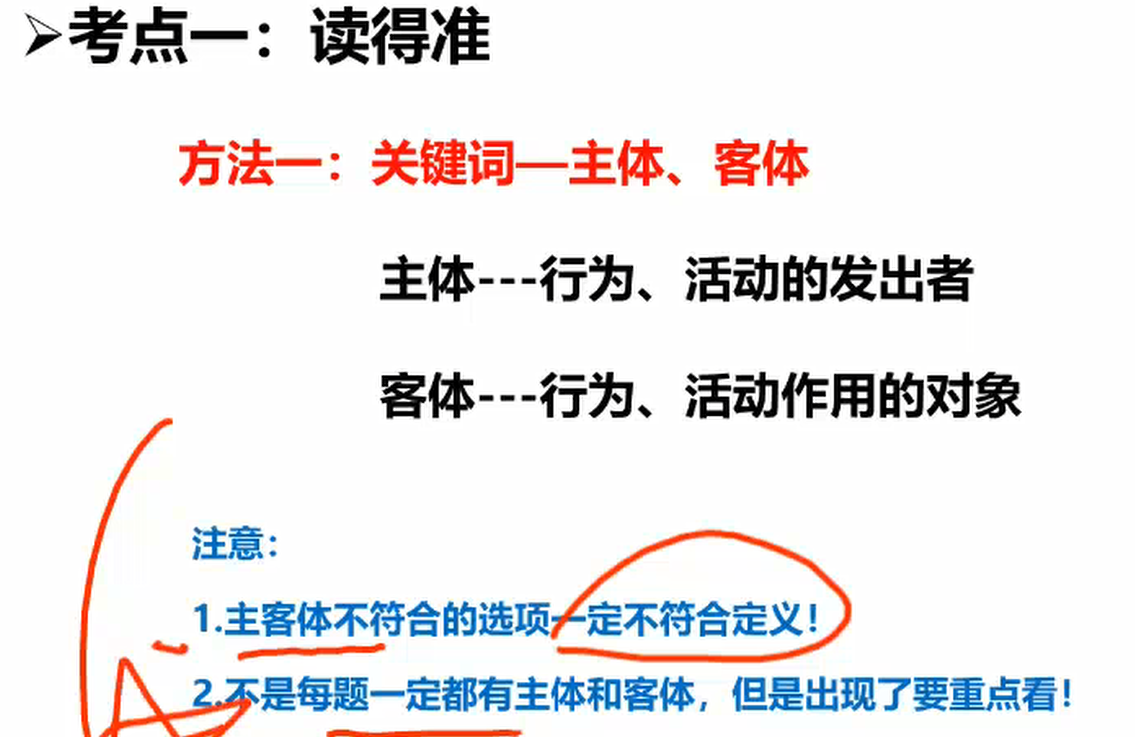 ➢考点一：读得准
方法一：关键词—主体、客体
主体---行为、活动的发出者
客体---行为、活动作用的对象
注意：
1.主客体不符合的选项一定不符合定义！
2.不是每题一定都有主体和客体，但是出现了要重点看！